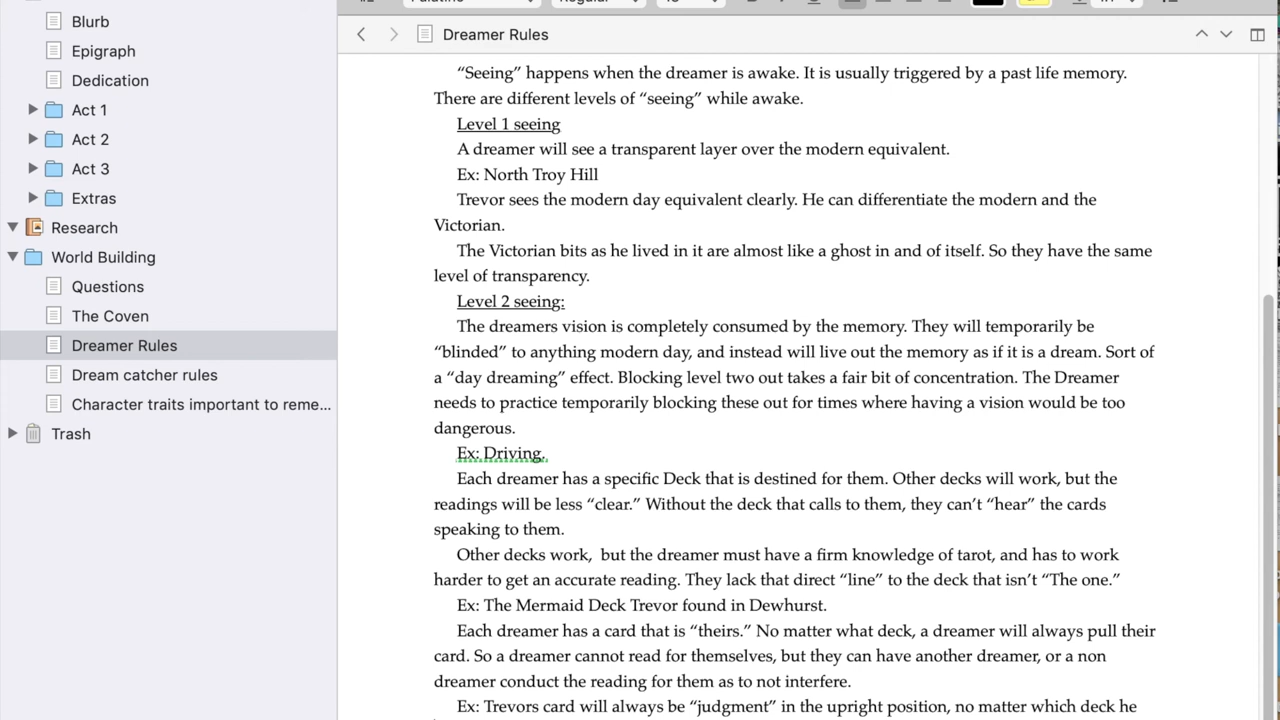 Blurb
Epigraph
Dedication
Act 1
Act 2
Act 3
Extras
Research
World Building
Questions
The Coven
Dreamer Rules
Dream catcher rules
Character traits important to reme...
Trash
Dreamer Rules
“Seeing” happens when the dreamer is awake. It is usually triggered by a past life memory.
There are different levels of “seeing” while awake.
Level 1 seeing
A dreamer will see a transparent layer over the modern equivalent.
Ex: North Troy Hill
Trevor sees the modern day equivalent clearly. He can differentiate the modern and the
Victorian.
The Victorian bits as he lived in it are almost like a ghost in and of itself. So they have the same
level of transparency.
Level 2 seeing:
The dreamers vision is completely consumed by the memory. They will temporarily be
“blinded” to anything modern day, and instead will live out the memory as if it is a dream. Sort of
a “day dreaming” effect. Blocking level two out takes a fair bit of concentration. The Dreamer
needs to practice temporarily blocking these out for times where having a vision would be too
dangerous.
Ex: Driving.
Each dreamer has a specific Deck that is destined for them. Other decks will work, but the
readings will be less “clear.” Without the deck that calls to them, they can’t “hear” the cards
speaking to them.
Other decks work,  but the dreamer must have a firm knowledge of tarot, and has to work
harder to get an accurate reading. They lack that direct “line” to the deck that isn’t “The one.”
Ex: The Mermaid Deck Trevor found in Dewhurst.
Each dreamer has a card that is “theirs.” No matter what deck, a dreamer will always pull their
card. So a dreamer cannot read for themselves, but they can have another dreamer, or a non
dreamer conduct the reading for them as to not interfere.
Ex: Trevors card will always be “judgment” in the upright position, no matter which deck he